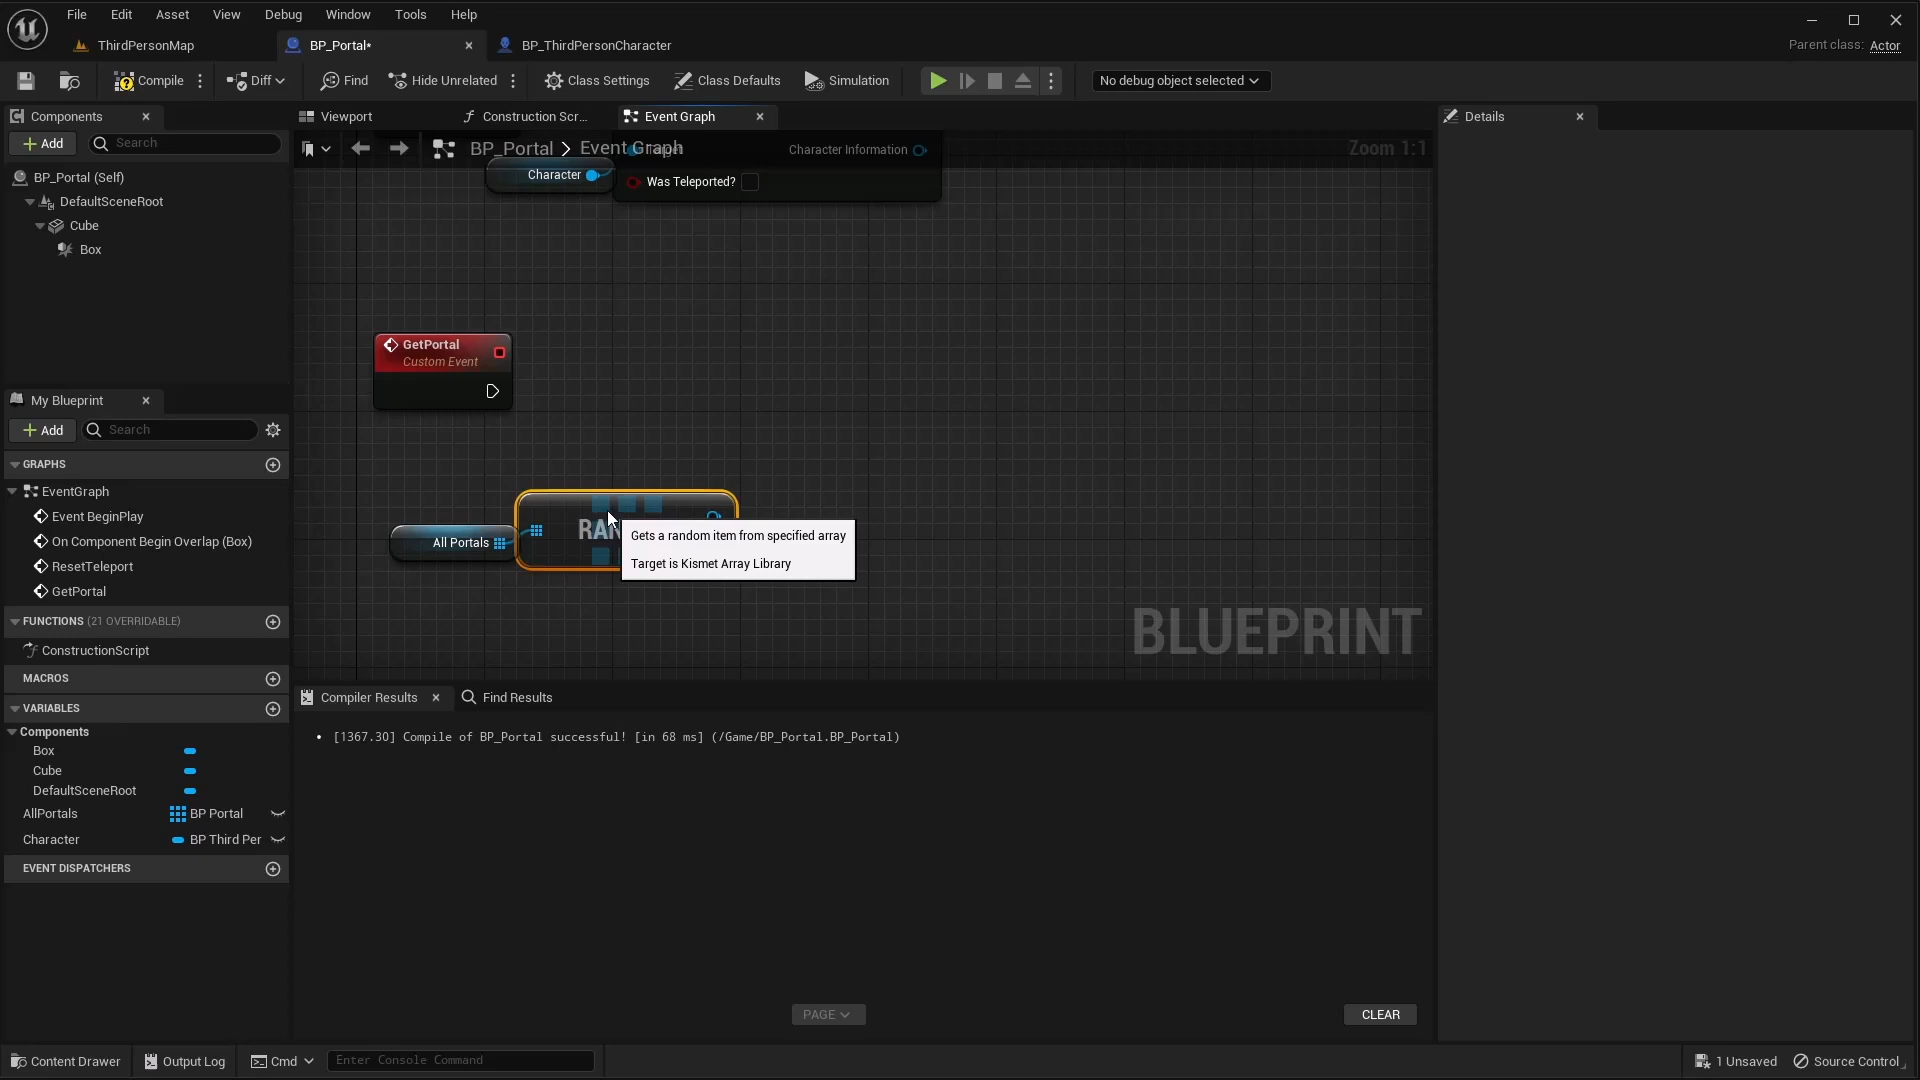 File Edit Asset View Debug Window Tools Help
ThirdPersonMap BP_Portal* BP_ThirdPersonCharacter Parent class: Actor
Compile Diff Find Hide Unrelated Class Settings Class Defaults Simulation No debug object selected
Components
Add Search
BP_Portal (Self)
DefaultSceneRoot
Cube
Box
Viewport Construction Scr... Event Graph
BP_Portal > Event Graph Zoom 1:1
Character Information
Character
Was Teleported?
GetPortal
Custom Event
All Portals
Gets a random item from specified array
Target is Kismet Array Library
BLUEPRINT
Details
My Blueprint
Add Search
GRAPHS
EventGraph
Event BeginPlay
On Component Begin Overlap (Box)
ResetTeleport
GetPortal
FUNCTIONS (21 OVERRIDABLE)
ConstructionScript
MACROS
VARIABLES
Components
Box
Cube
DefaultSceneRoot
AllPortals BP Portal
Character BP Third Per
EVENT DISPATCHERS
Compiler Results Find Results
• [1367.30] Compile of BP_Portal successful! [in 68 ms] (/Game/BP_Portal.BP_Portal)
PAGE CLEAR
Content Drawer Output Log Cmd Enter Console Command 1 Unsaved Source Control